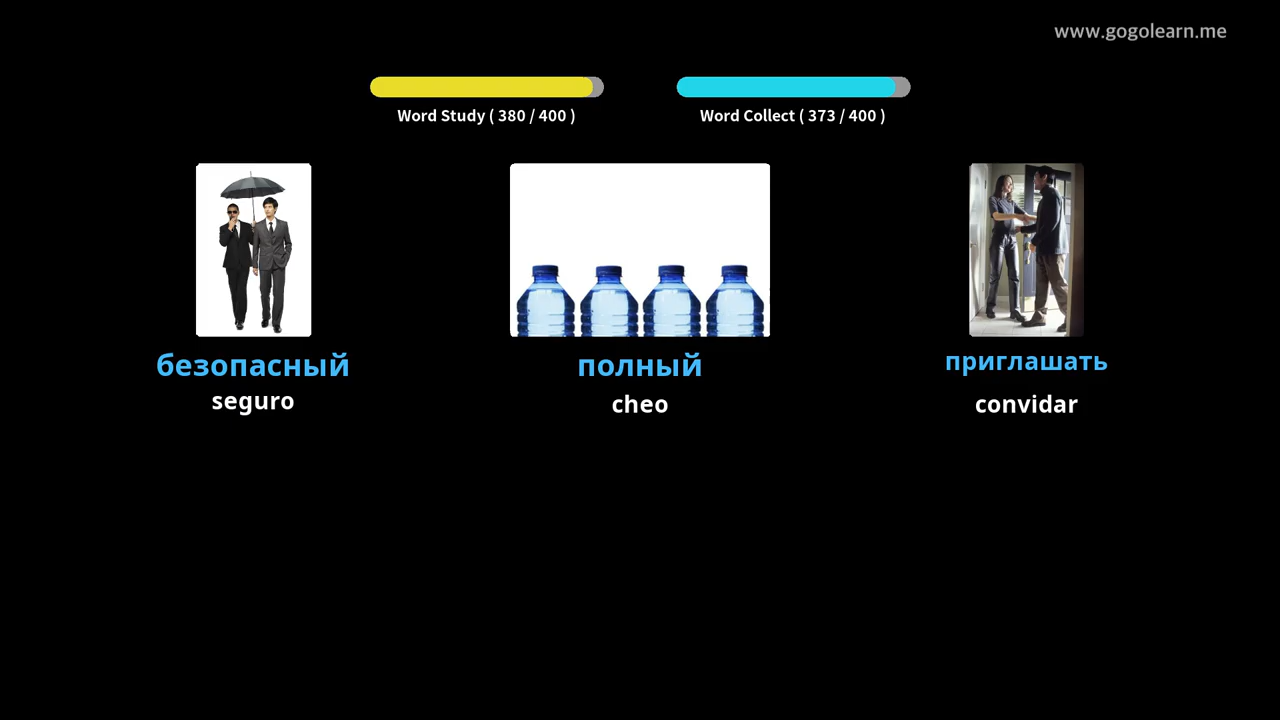 www.gogolearn.me
Word Study ( 380 / 400 )
Word Collect ( 373 / 400 )
безопасный
полный
приглашать
seguro
cheo
convidar